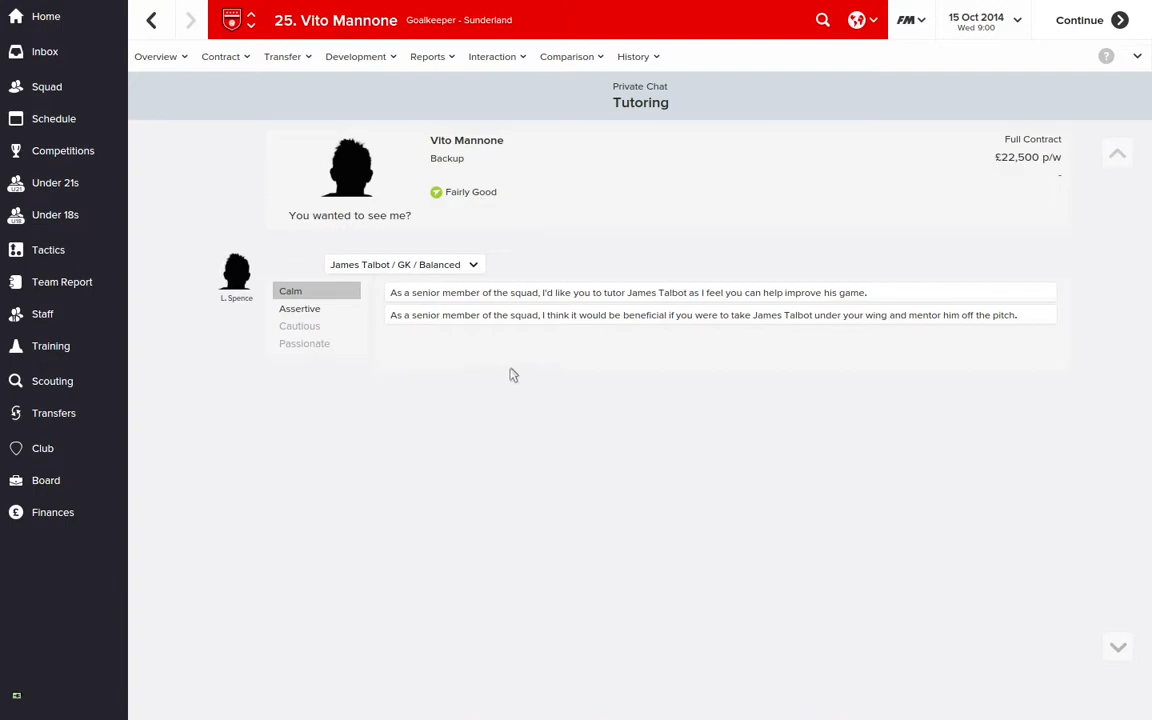 Home
25. Vito Mannone Goalkeeper - Sunderland
FM
15 Oct 2014
Wed 9:00
Continue
Inbox
Overview Contract Transfer Development Reports Interaction Comparison History
?
Squad
Private Chat
Tutoring
Schedule
Competitions
Under 21s
Under 18s
Tactics
Team Report
Staff
Training
Scouting
Transfers
Club
Board
Finances
Vito Mannone
Backup
Fairly Good
You wanted to see me?
Full Contract
£22,500 p/w
-
L. Spence
James Talbot / GK / Balanced
Calm
Assertive
Cautious
Passionate
As a senior member of the squad, I'd like you to tutor James Talbot as I feel you can help improve his game.
As a senior member of the squad, I think it would be beneficial if you were to take James Talbot under your wing and mentor him off the pitch.